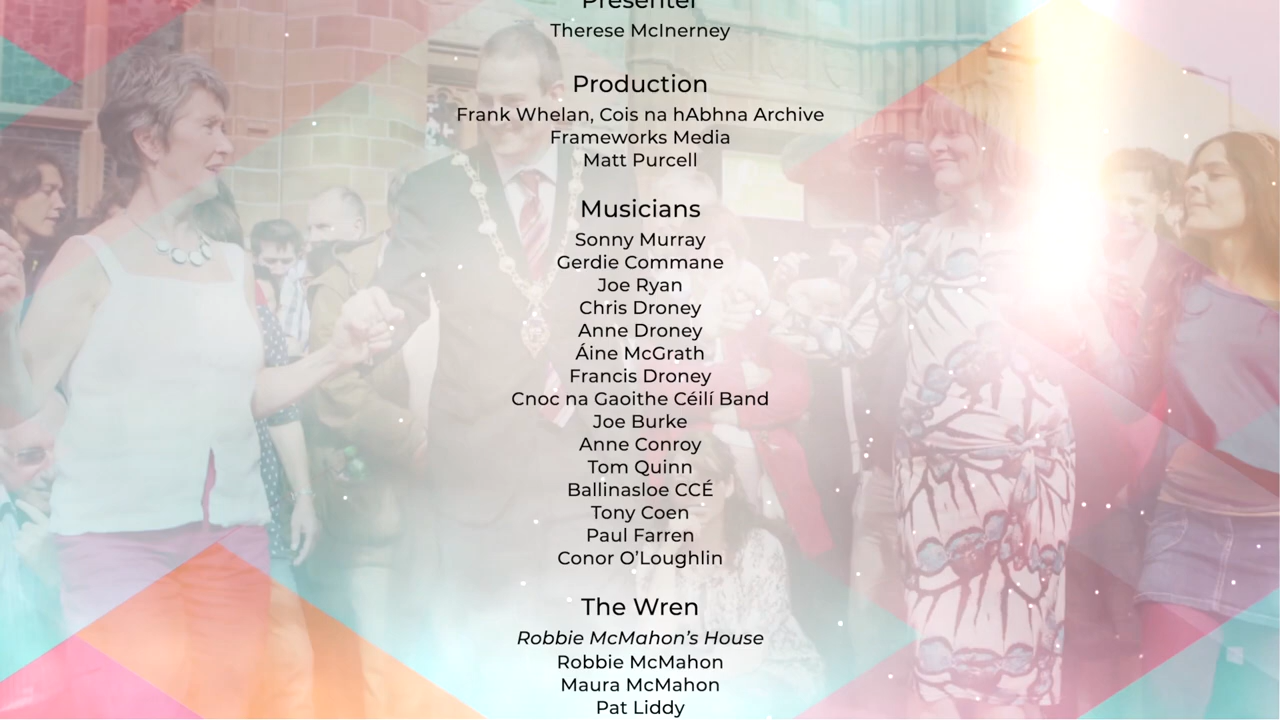 Presenter
Therese McInerney
Production
Frank Whelan, Cois na hAbhna Archive
Frameworks Media
Matt Purcell
Musicians
Sonny Murray
Gerdie Commane
Joe Ryan
Chris Droney
Anne Droney
Áine McGrath
Francis Droney
Cnoc na Gaoithe Céilí Band
Joe Burke
Anne Conroy
Tom Quinn
Ballinasloe CCÉ
Tony Coen
Paul Farren
Conor O’Loughlin
The Wren
Robbie McMahon’s House
Robbie McMahon
Maura McMahon
Pat Liddy